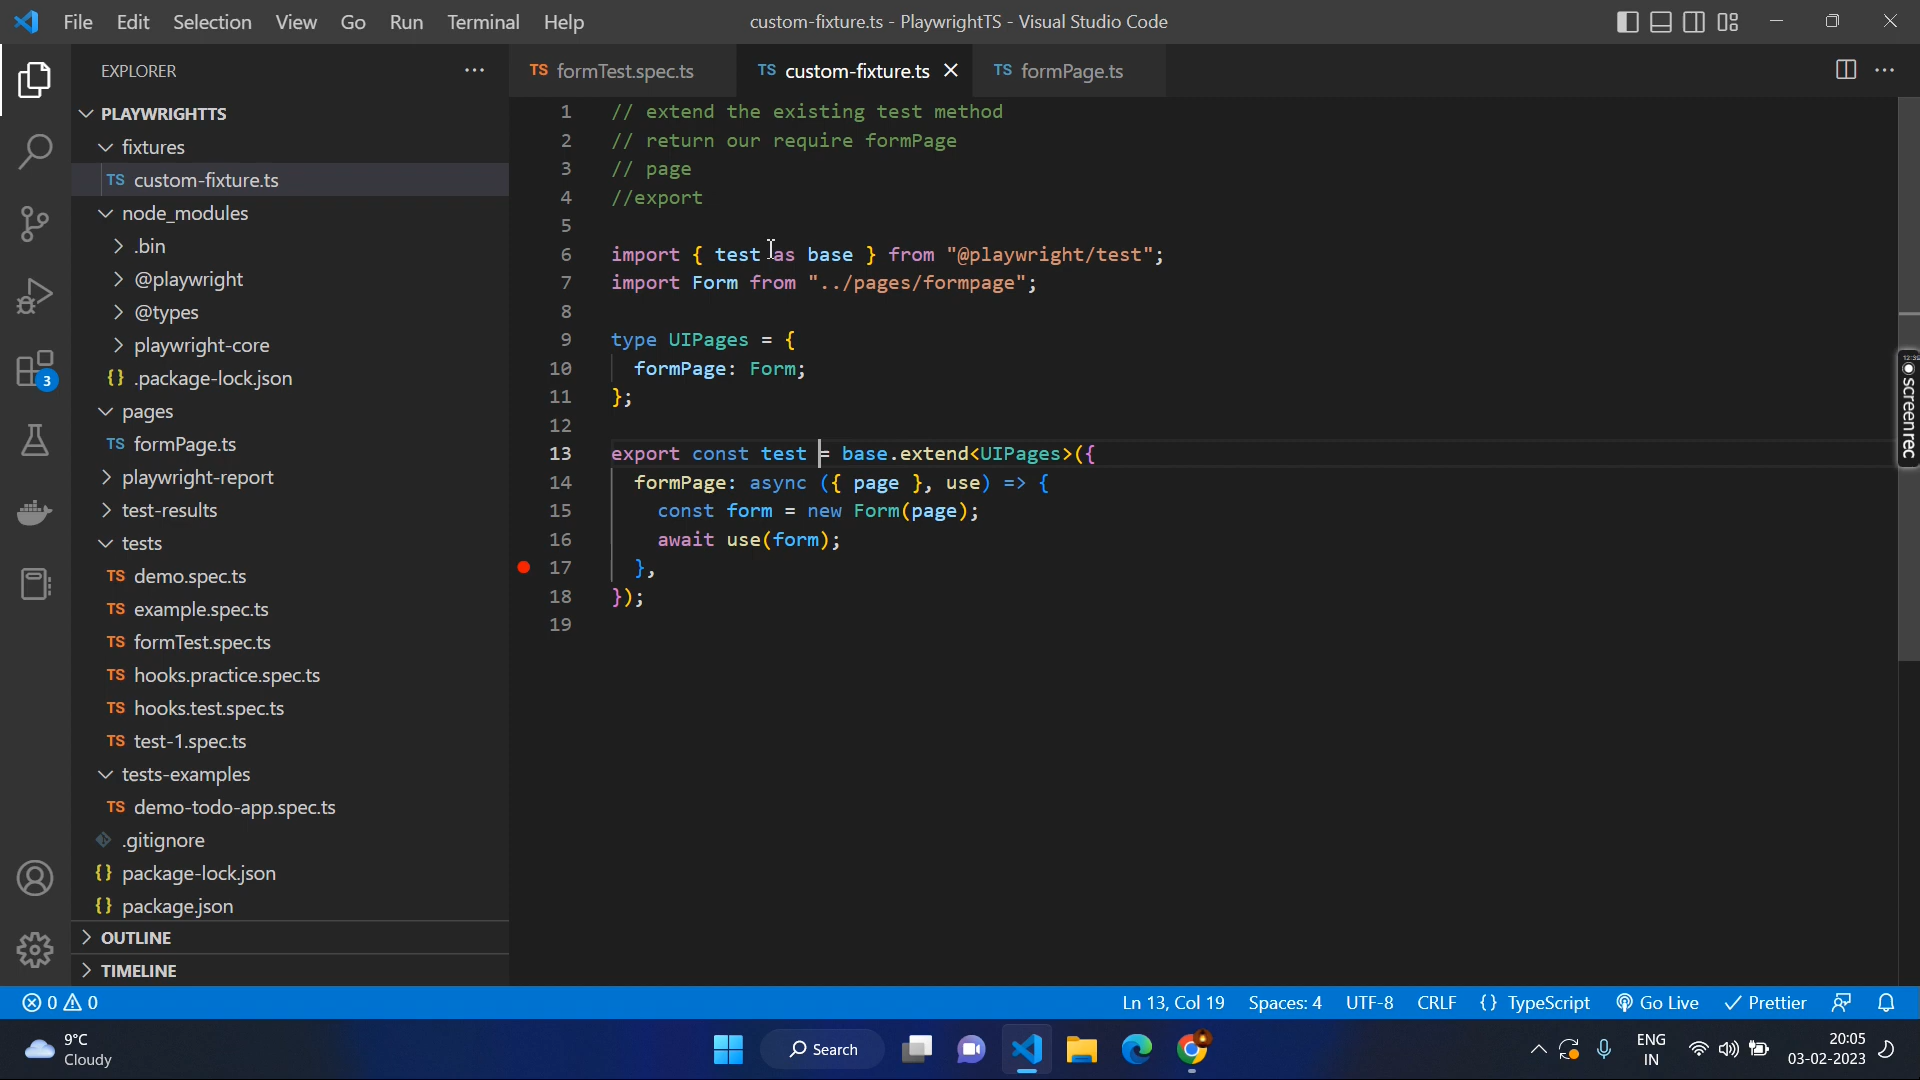 File Edit Selection View Go Run Terminal Help
custom-fixture.ts - PlaywrightTS - Visual Studio Code
EXPLORER
TS formTest.spec.ts
TS custom-fixture.ts
TS formPage.ts
PLAYWRIGHTTS
fixtures
TS custom-fixture.ts
node_modules
.bin
@playwright
@types
playwright-core
{} .package-lock.json
pages
TS formPage.ts
playwright-report
test-results
tests
TS demo.spec.ts
TS example.spec.ts
TS formTest.spec.ts
TS hooks.practice.spec.ts
TS hooks.test.spec.ts
TS test-1.spec.ts
tests-examples
TS demo-todo-app.spec.ts
.gitignore
{} package-lock.json
{} package.json
OUTLINE
TIMELINE
3
1 // extend the existing test method
2 // return our require formPage
3 // page
4 //export
5
6 import { test as base } from "@playwright/test";
7 import Form from "../pages/formpage";
8
9 type UIPages = {
10 formPage: Form;
11 };
12
13 export const test = base.extend<UIPages>({
14 formPage: async ({ page }, use) => {
15 const form = new Form(page);
16 await use(form);
17 },
18 });
19
screenrec
0 0
Ln 13, Col 19 Spaces: 4 UTF-8 CRLF {} TypeScript Go Live Prettier
9°C
Cloudy
Search
ENG
IN
20:05
03-02-2023